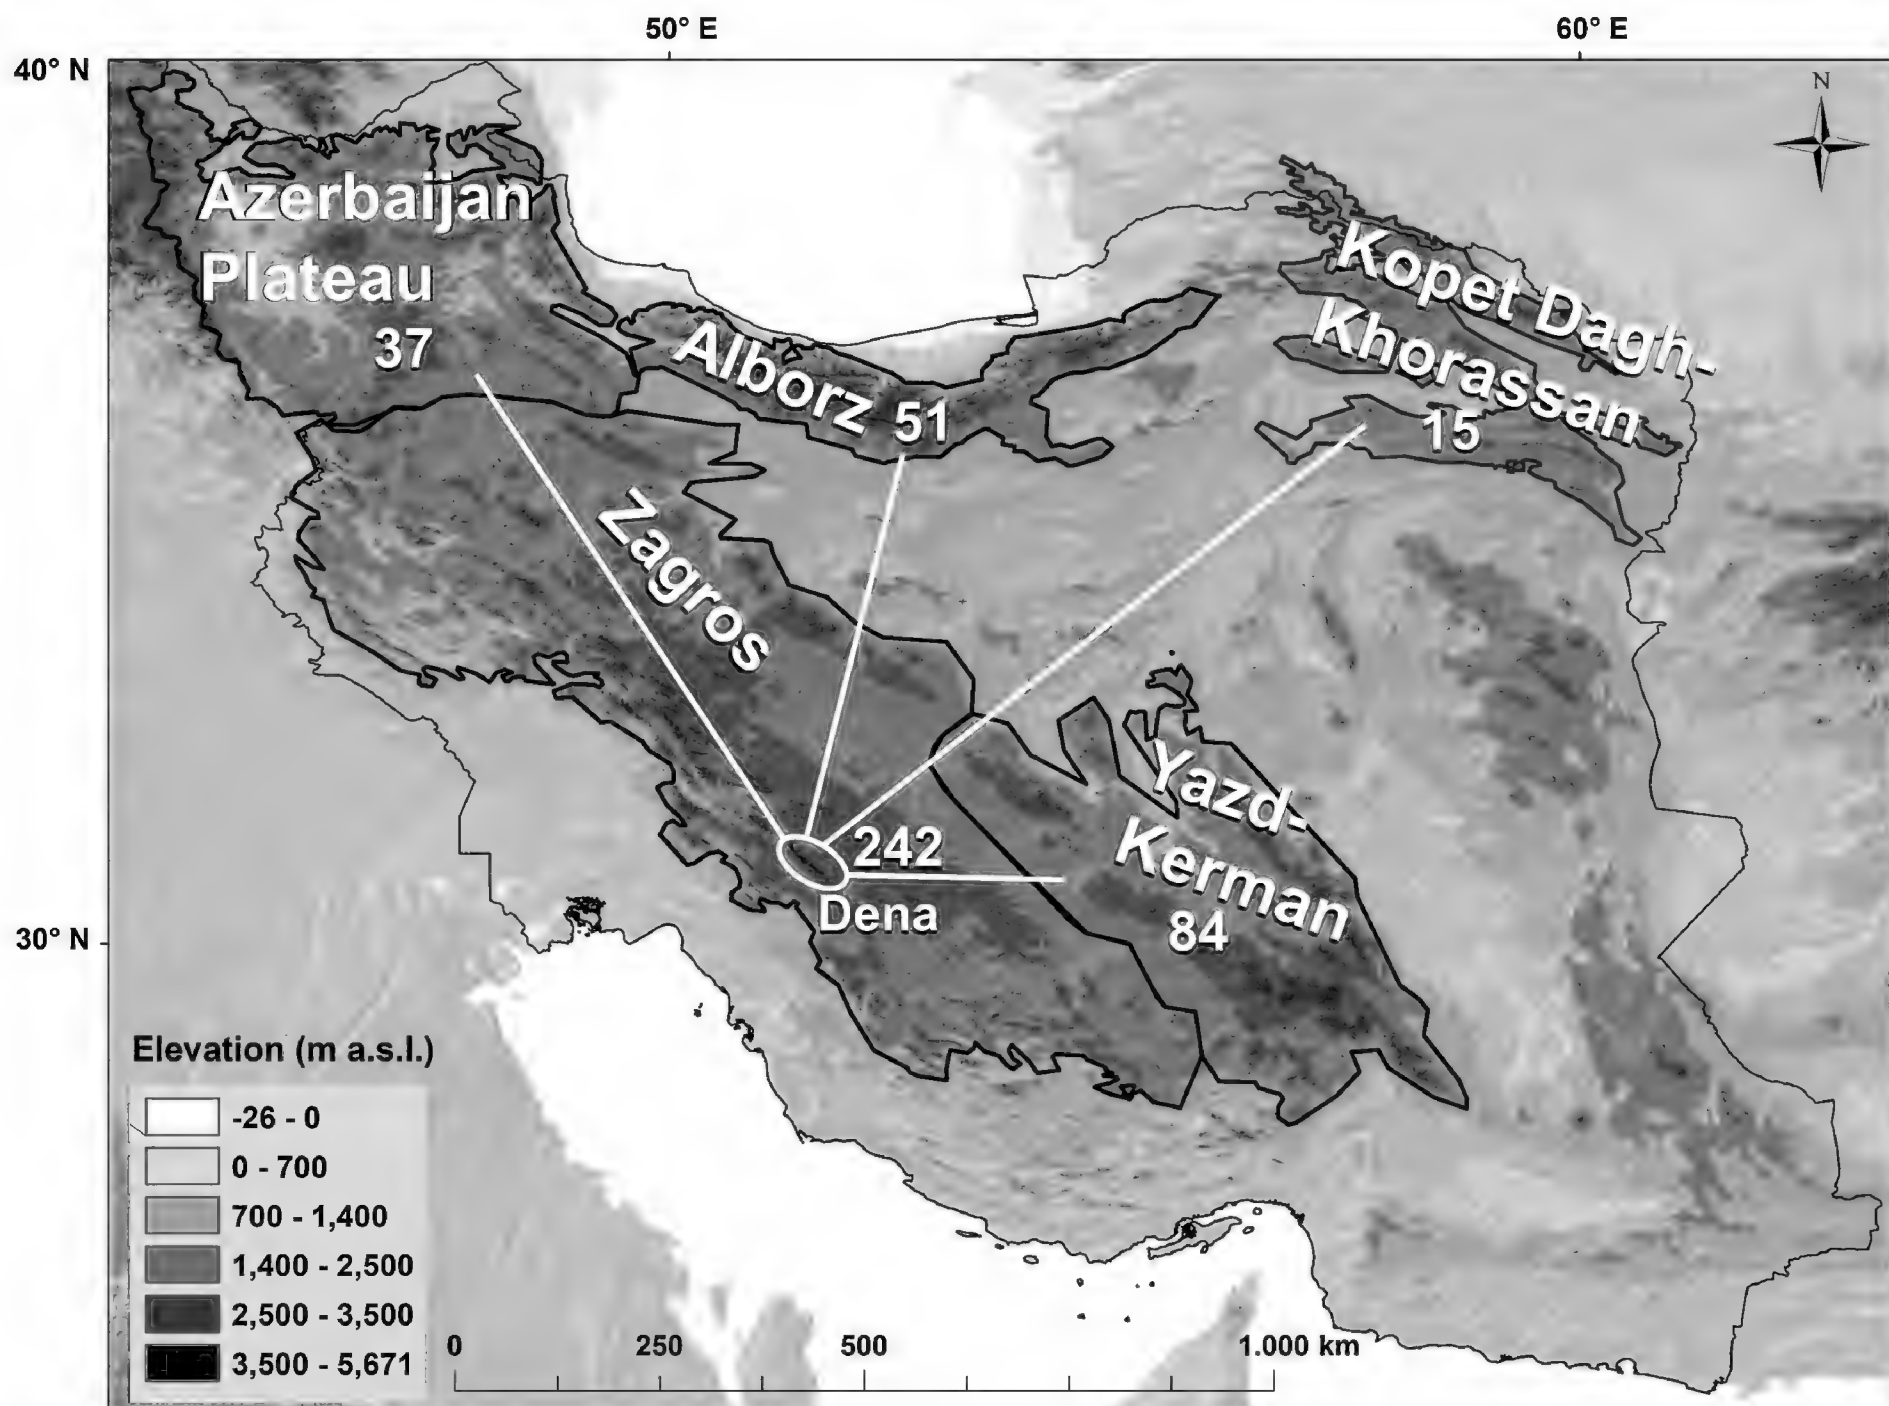 50° E
60° E
40° N
N
Azerbaijan
Plateau
37
Kopet Dagh-
Khorassan
15
Alborz 51
Zagros
Yazd-
Kerman
84
242
Dena
30° N
Elevation (m a.s.l.)
-26 - 0
0 - 700
700 - 1,400
1,400 - 2,500
2,500 - 3,500
3,500 - 5,671
0 250 500 1.000 km